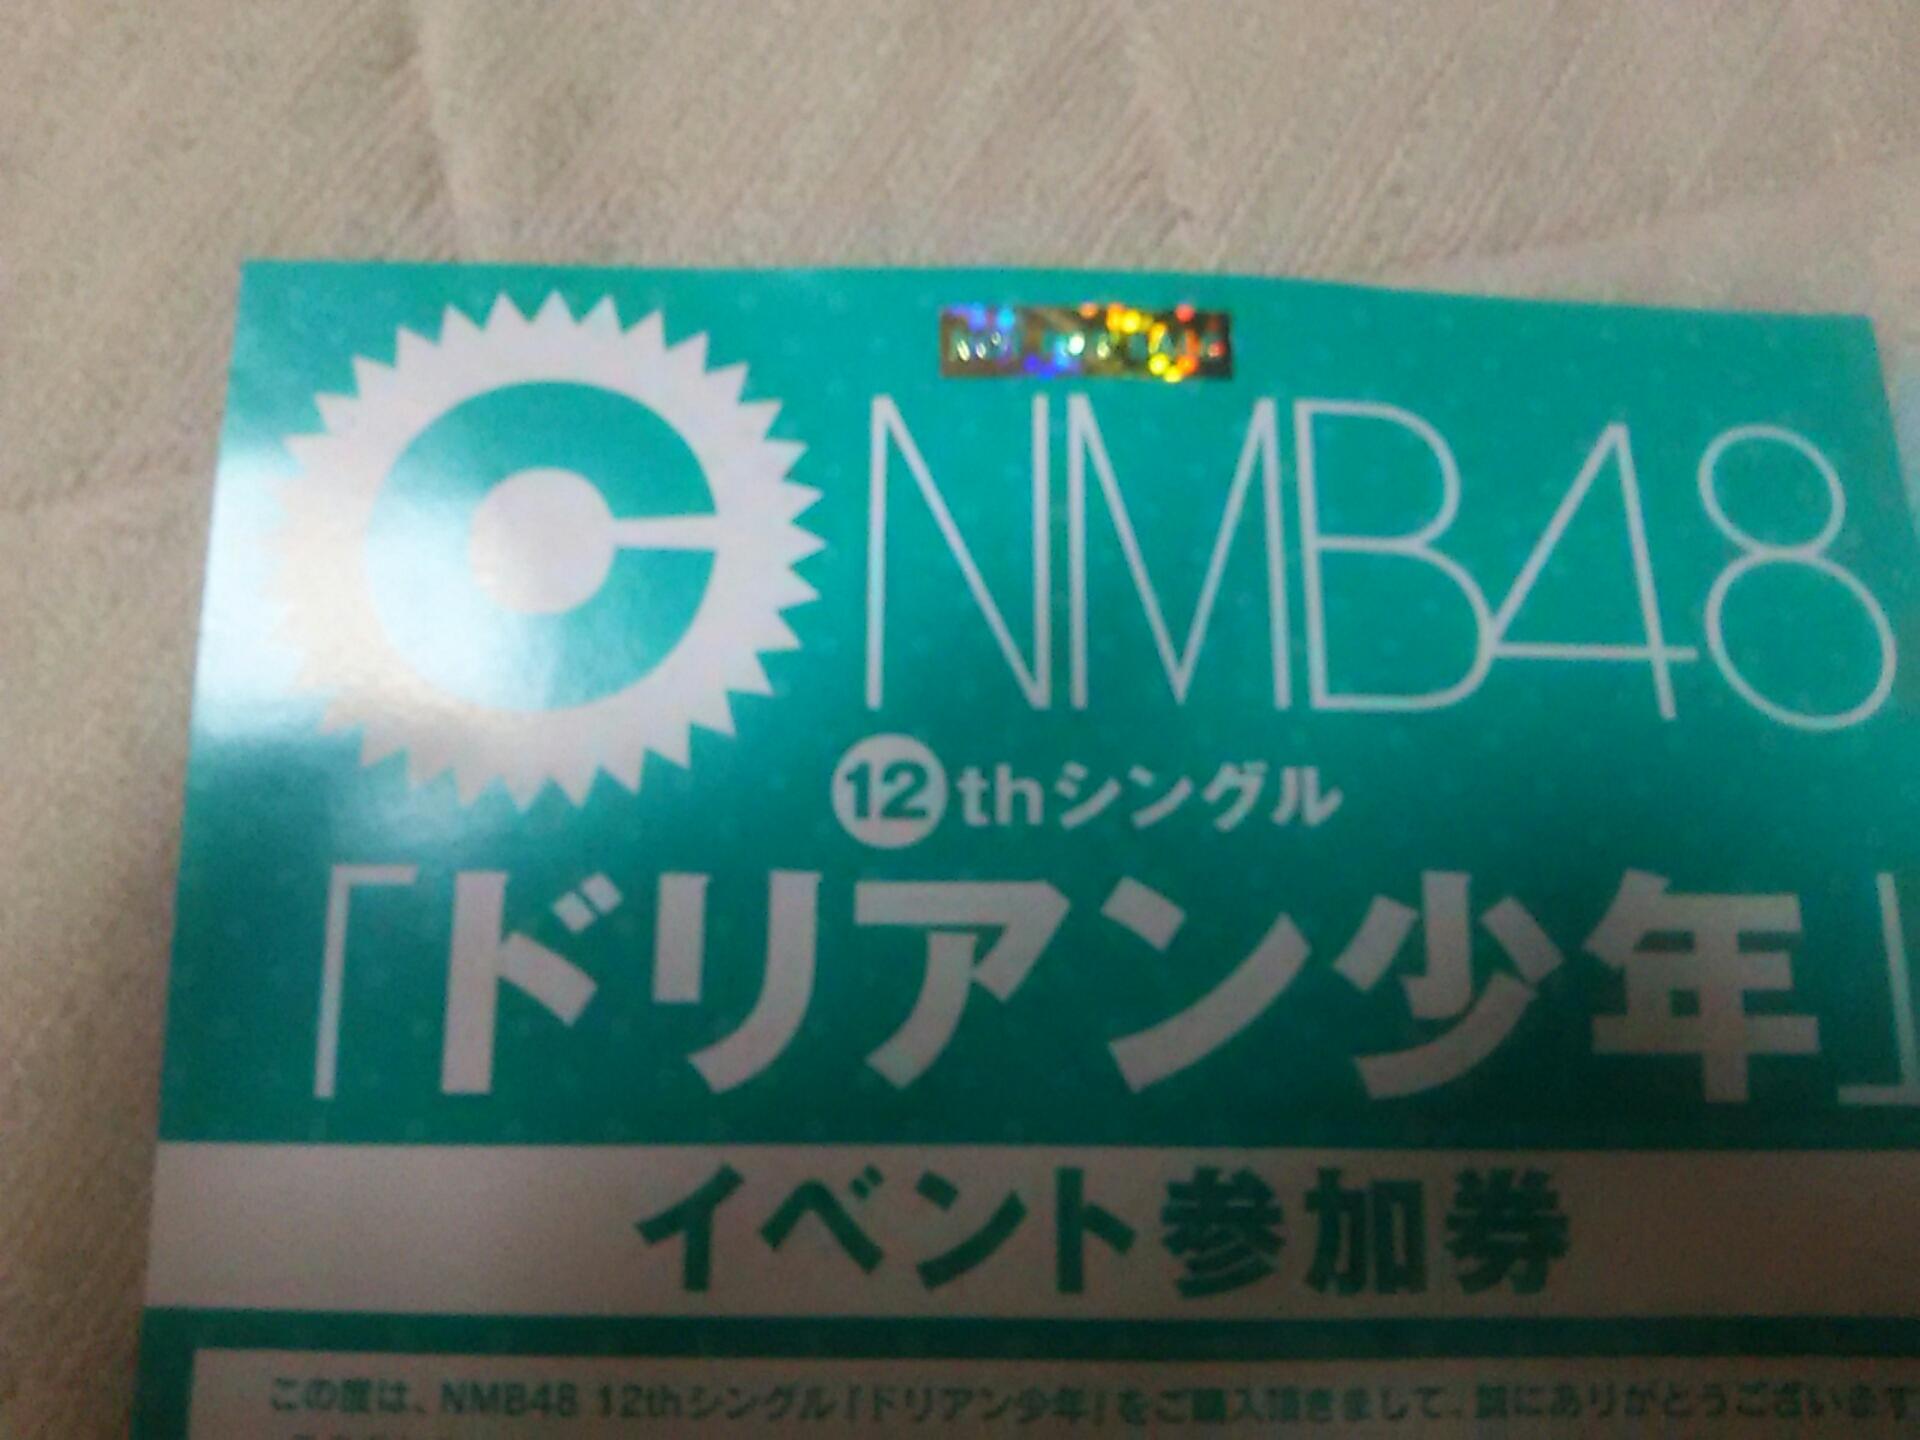 C
NMB48
12thシングル
「ドリアン少年」
イベント参加券
この度は、NMB48 12thシングル「ドリアン少年」をご購入頂きまして、誠にありがとうございます